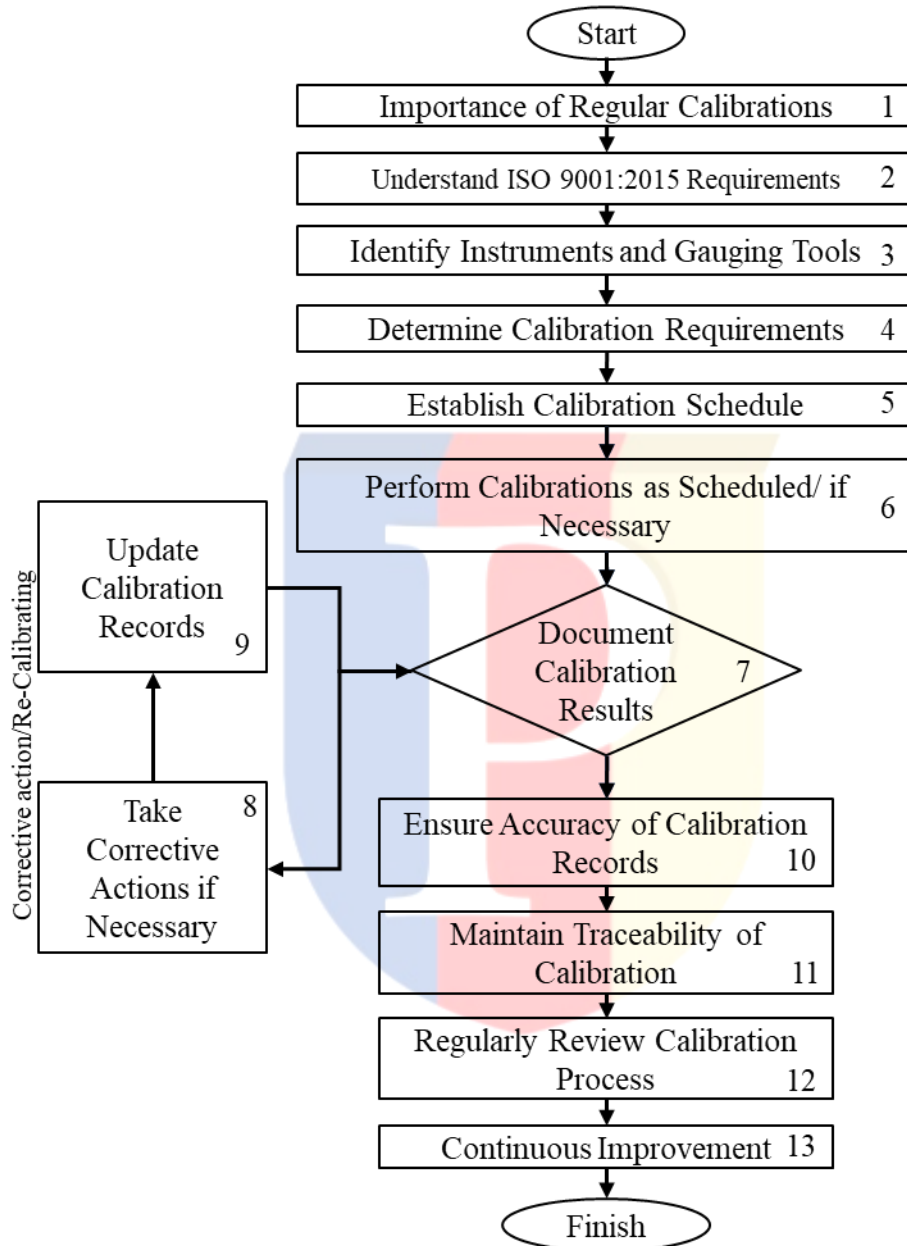 Start
Importance of Regular Calibrations 1
Understand ISO 9001:2015 Requirements 2
Identify Instruments and Gauging Tools 3
Determine Calibration Requirements 4
Establish Calibration Schedule 5
Perform Calibrations as Scheduled/ if
Necessary
6
Document
Calibration
Results
7
Corrective action/Re-Calibrating
Take
Corrective
Actions if
Necessary
8
Update
Calibration
Records
9
Ensure Accuracy of Calibration
Records
10
Maintain Traceability of
Calibration
11
Regularly Review Calibration
Process
12
Continuous Improvement 13
Finish
P